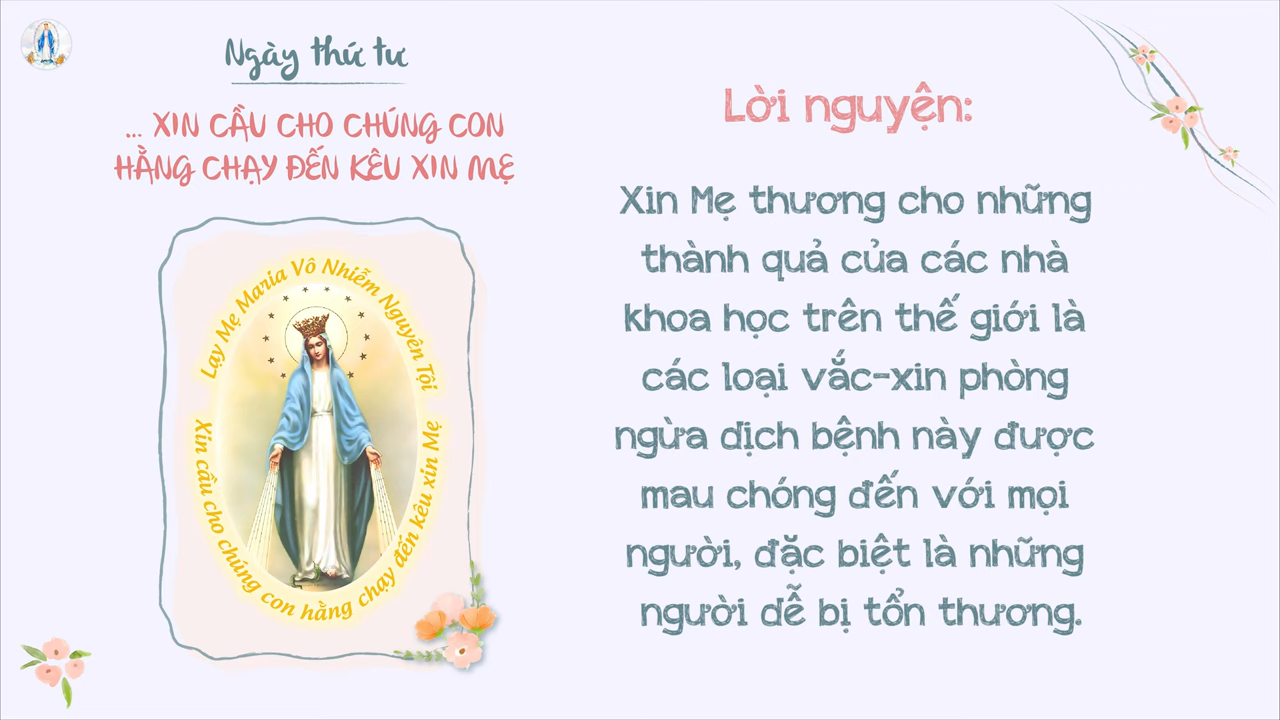 Ngày thứ tư
... XIN CẦU CHO CHÚNG CON
HẰNG CHẠY ĐẾN KÊU XIN MẸ
Lạy Mẹ Maria Vô Nhiễm Nguyên Tội
Xin cầu cho chúng con hằng chạy đến kêu xin Mẹ
Lời nguyện:
Xin Mẹ thương cho những
thành quả của các nhà
khoa học trên thế giới là
các loại vắc-xin phòng
ngừa dịch bệnh này được
mau chóng đến với mọi
người, đặc biệt là những
người dễ bị tổn thương.